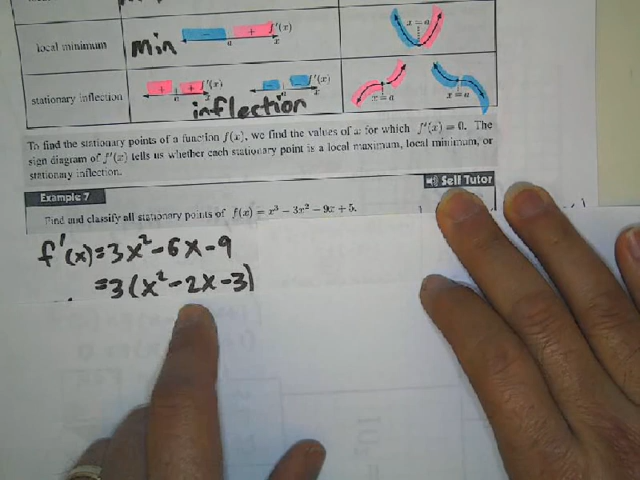 local minimum
min
− + f'(x)
a x
x = a
stationary inflection
+ + f'(x)
a x
f'(x)
a x
inflection
x = a
x = a
To find the stationary points of a function f(x), we find the values of x for which f'(x) = 0. The
sign diagram of f'(x) tells us whether each stationary point is a local maximum, local minimum, or
stationary inflection.
Example 7
Self Tutor
Find and classify all stationary points of f(x) = x³ − 3x² − 9x + 5.
f'(x) = 3x² − 6x − 9
= 3(x² − 2x − 3)